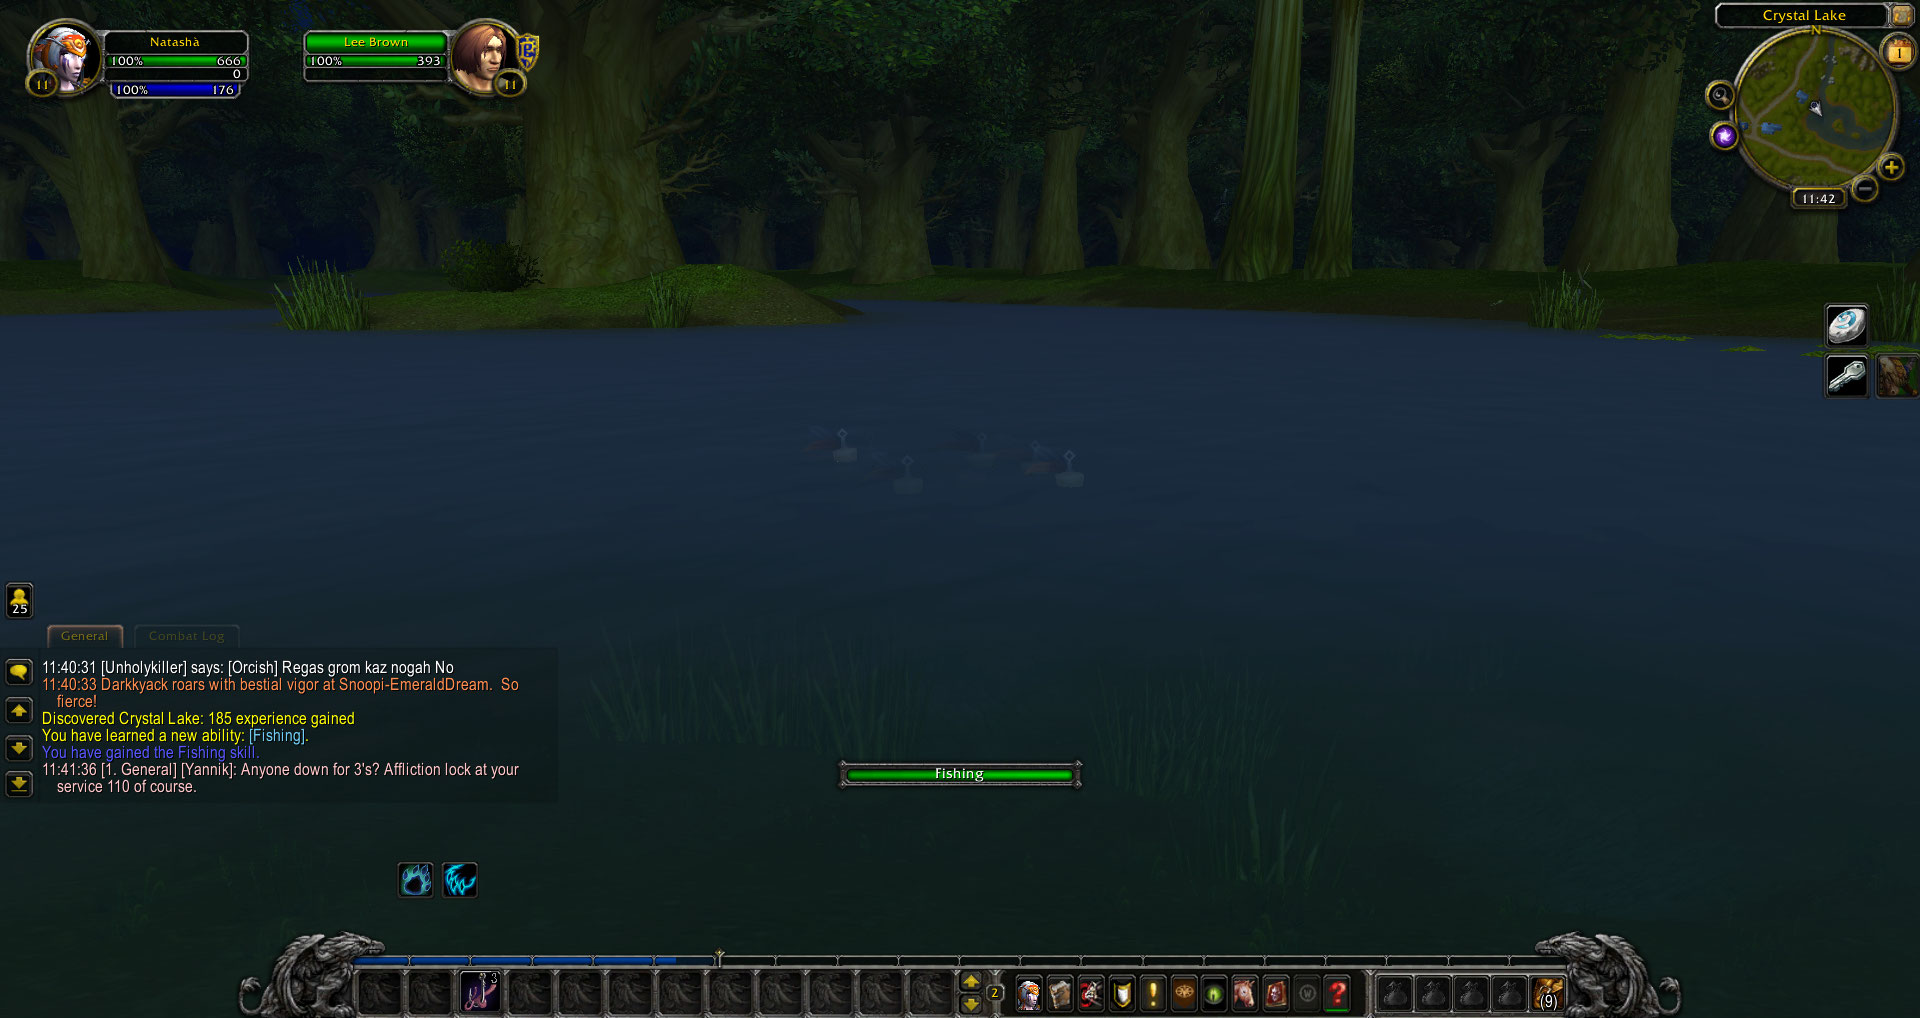 Natashà
100% 666
0
100% 176
11
Lee Brown
100% 393
11
Crystal Lake
N
1
11:42
25
General
Combat Log
11:40:31 [Unholykiller] says: [Orcish] Regas grom kaz nogah No
11:40:33 Darkkyack roars with bestial vigor at Snoopi-EmeraldDream. So
fierce!
Discovered Crystal Lake: 185 experience gained
You have learned a new ability: [Fishing].
You have gained the Fishing skill.
11:41:36 [1. General] [Yannik]: Anyone down for 3's? Affliction lock at your
service 110 of course.
Fishing
3
2
W
?
(9)